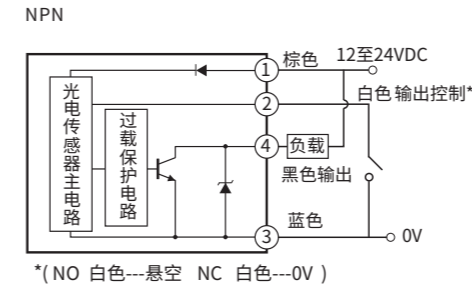 NPN
棕色 12至24VDC
1
白色 输出控制*
2
光电传感器主电路
过载保护电路
4
负载
黑色输出
蓝色
3
0V
*( NO 白色---悬空 NC 白色---0V )